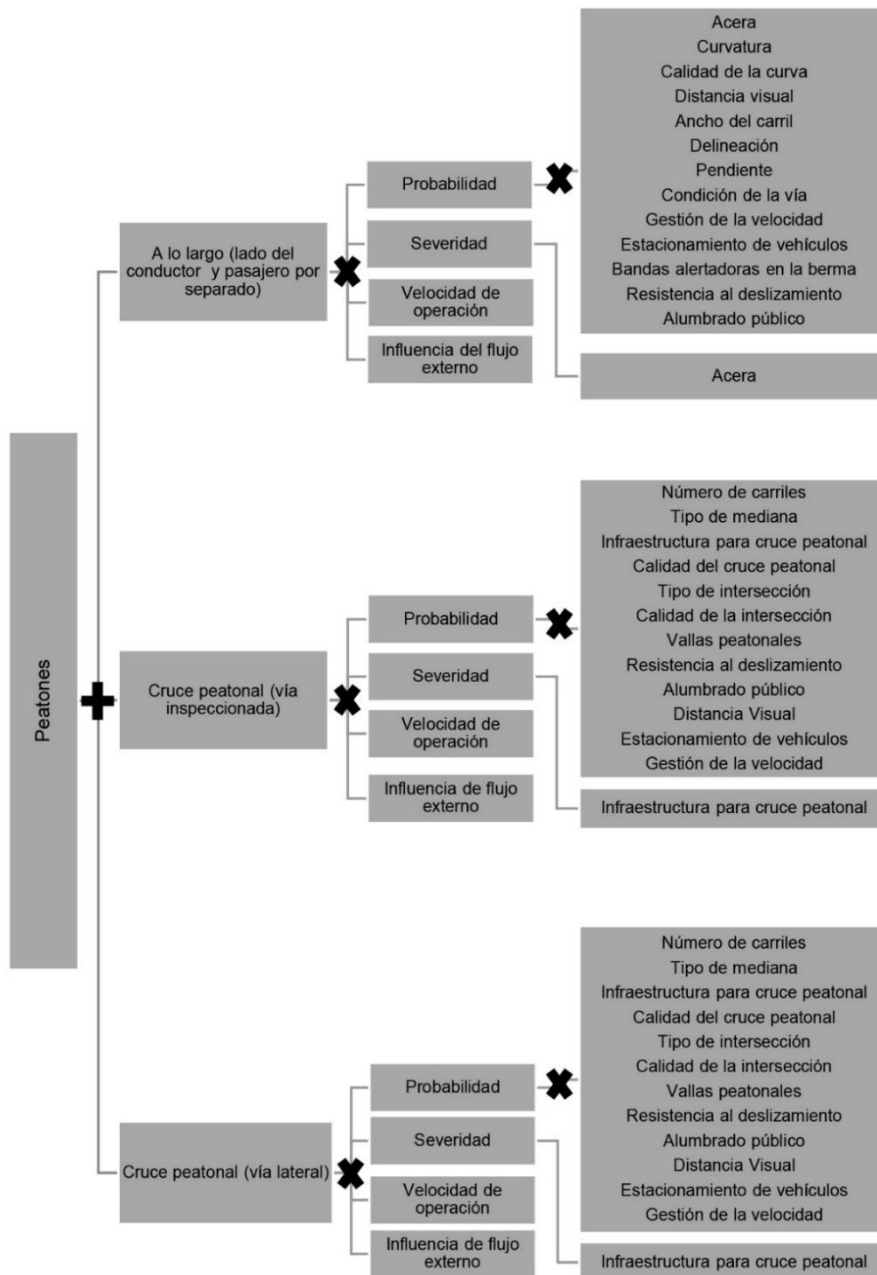 Peatones
A lo largo (lado del
conductor y pasajero por
separado)
Probabilidad
Severidad
Velocidad de
operación
Influencia del flujo
externo
Acera
Curvatura
Calidad de la curva
Distancia visual
Ancho del carril
Delineación
Pendiente
Condición de la vía
Gestión de la velocidad
Estacionamiento de vehículos
Bandas alertadoras en la berma
Resistencia al deslizamiento
Alumbrado público
Acera
Cruce peatonal (vía
inspeccionada)
Probabilidad
Severidad
Velocidad de
operación
Influencia de flujo
externo
Número de carriles
Tipo de mediana
Infraestructura para cruce peatonal
Calidad del cruce peatonal
Tipo de intersección
Calidad de la intersección
Vallas peatonales
Resistencia al deslizamiento
Alumbrado público
Distancia Visual
Estacionamiento de vehículos
Gestión de la velocidad
Infraestructura para cruce peatonal
Cruce peatonal (vía lateral)
Probabilidad
Severidad
Velocidad de
operación
Influencia de flujo
externo
Número de carriles
Tipo de mediana
Infraestructura para cruce peatonal
Calidad del cruce peatonal
Tipo de intersección
Calidad de la intersección
Vallas peatonales
Resistencia al deslizamiento
Alumbrado público
Distancia Visual
Estacionamiento de vehículos
Gestión de la velocidad
Infraestructura para cruce peatonal